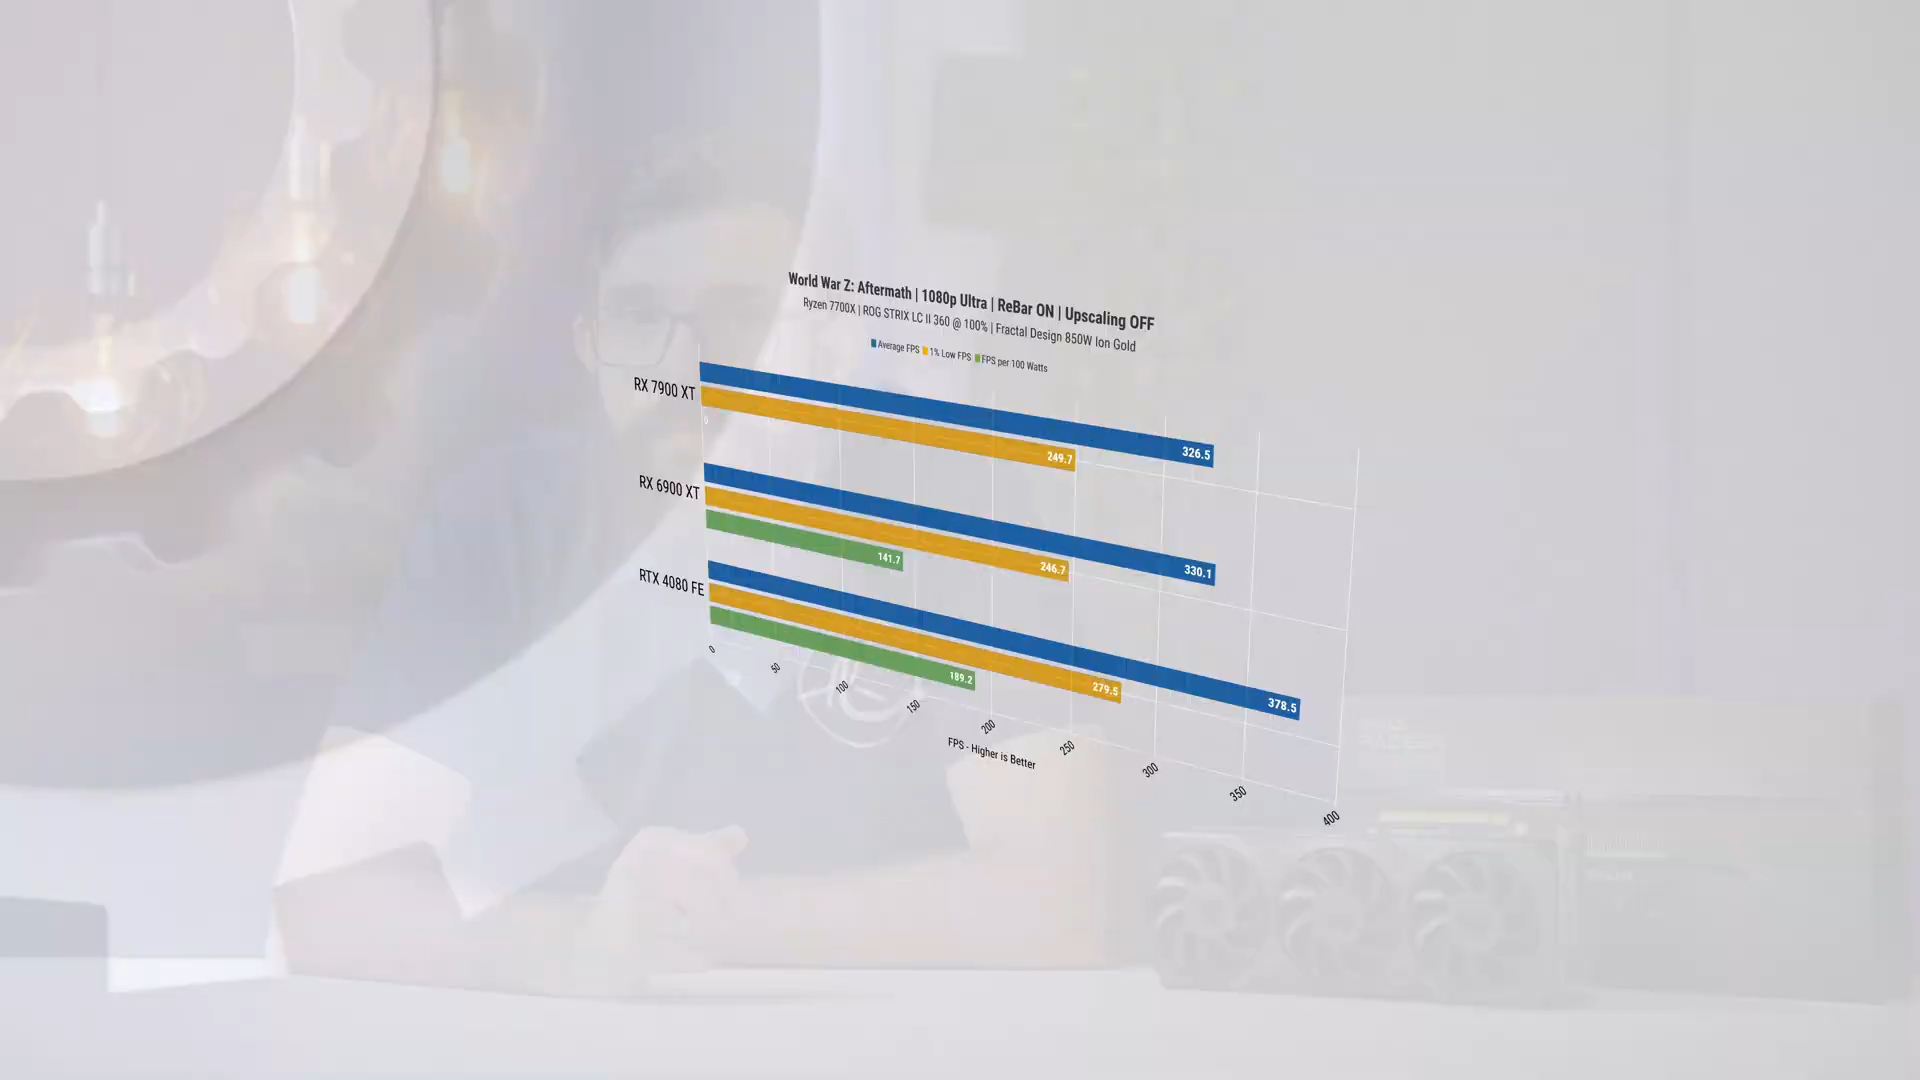 World War Z: Aftermath | 1080p Ultra | ReBar ON | Upscaling OFF
Ryzen 7700X | ROG STRIX LC II 360 @ 100% | Fractal Design 850W Ion Gold
Average FPS 1% Low FPS FPS per 100 Watts
RX 7900 XT
326.5
249.7
0
RX 6900 XT
330.1
246.7
141.7
RTX 4080 FE
378.5
279.5
189.2
0 50 100 150 200 250 300 350 400
FPS - Higher is Better